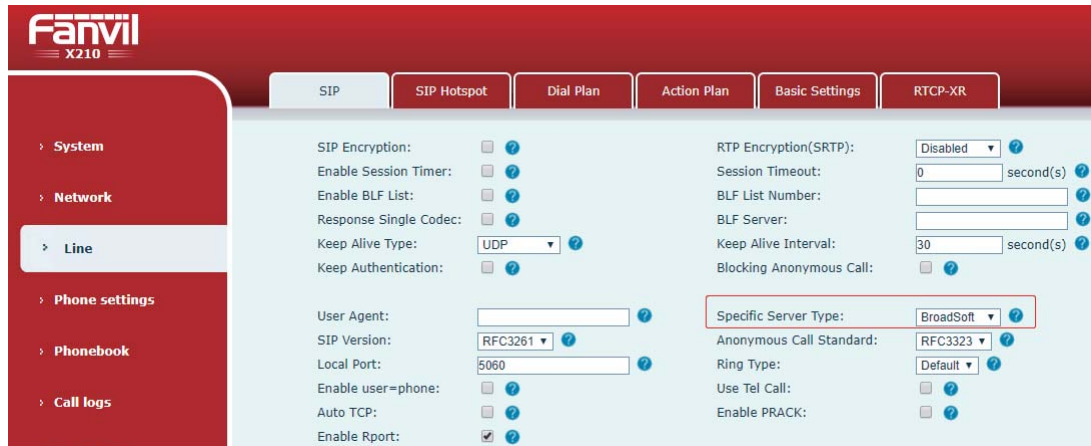 Fanvil
X210
SIP
SIP Hotspot
Dial Plan
Action Plan
Basic Settings
RTCP-XR
System
Network
Line
Phone settings
Phonebook
Call logs
SIP Encryption: RTP Encryption(SRTP): Disabled
Enable Session Timer: Session Timeout: 0 second(s)
Enable BLF List: BLF List Number:
Response Single Codec: BLF Server:
Keep Alive Type: UDP Keep Alive Interval: 30 second(s)
Keep Authentication: Blocking Anonymous Call:
User Agent: Specific Server Type: BroadSoft
SIP Version: RFC3261 Anonymous Call Standard: RFC3323
Local Port: 5060 Ring Type: Default
Enable user=phone: Use Tel Call:
Auto TCP: Enable PRACK:
Enable Rport: